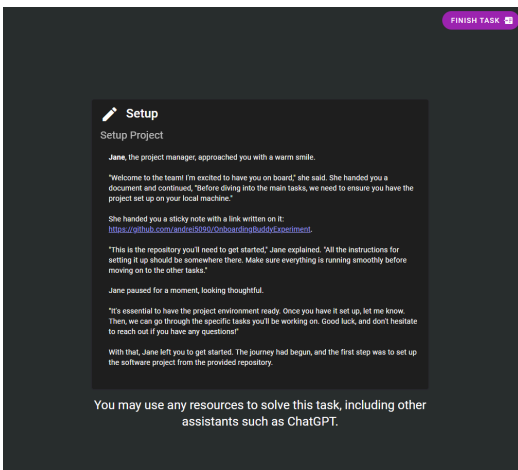 FINISH TASK
Setup
Setup Project
Jane, the project manager, approached you with a warm smile.
"Welcome to the team! I'm excited to have you on board," she said. She handed you a
document and continued, "Before diving into the main tasks, we need to ensure you have the
project set up on your local machine."
She handed you a sticky note with a link written on it:
https://github.com/andrei5090/OnboardingBuddyExperiment.
"This is the repository you'll need to get started," Jane explained. "All the instructions for
setting it up should be somewhere there. Make sure everything is running smoothly before
moving on to the other tasks."
Jane paused for a moment, looking thoughtful.
"It's essential to have the project environment ready. Once you have it set up, let me know.
Then, we can go through the specific tasks you'll be working on. Good luck, and don't hesitate
to reach out if you have any questions!"
With that, Jane left you to get started. The journey had begun, and the first step was to set up
the software project from the provided repository.
You may use any resources to solve this task, including other
assistants such as ChatGPT.